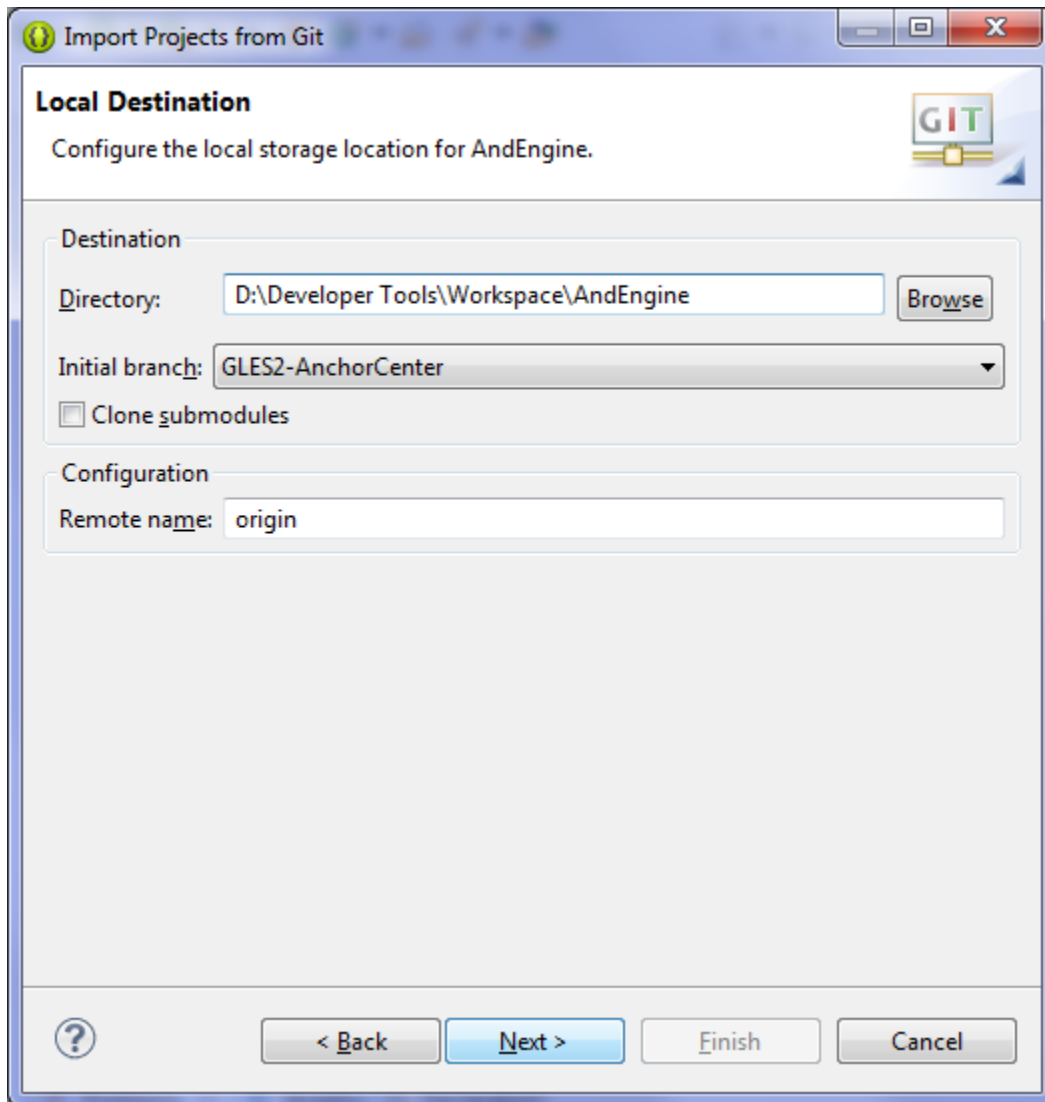 Import Projects from Git
Local Destination
Configure the local storage location for AndEngine.
GIT
Destination
Directory: D:\Developer Tools\Workspace\AndEngine Browse
Initial branch: GLES2-AnchorCenter
Clone submodules
Configuration
Remote name: origin
? < Back Next > Finish Cancel